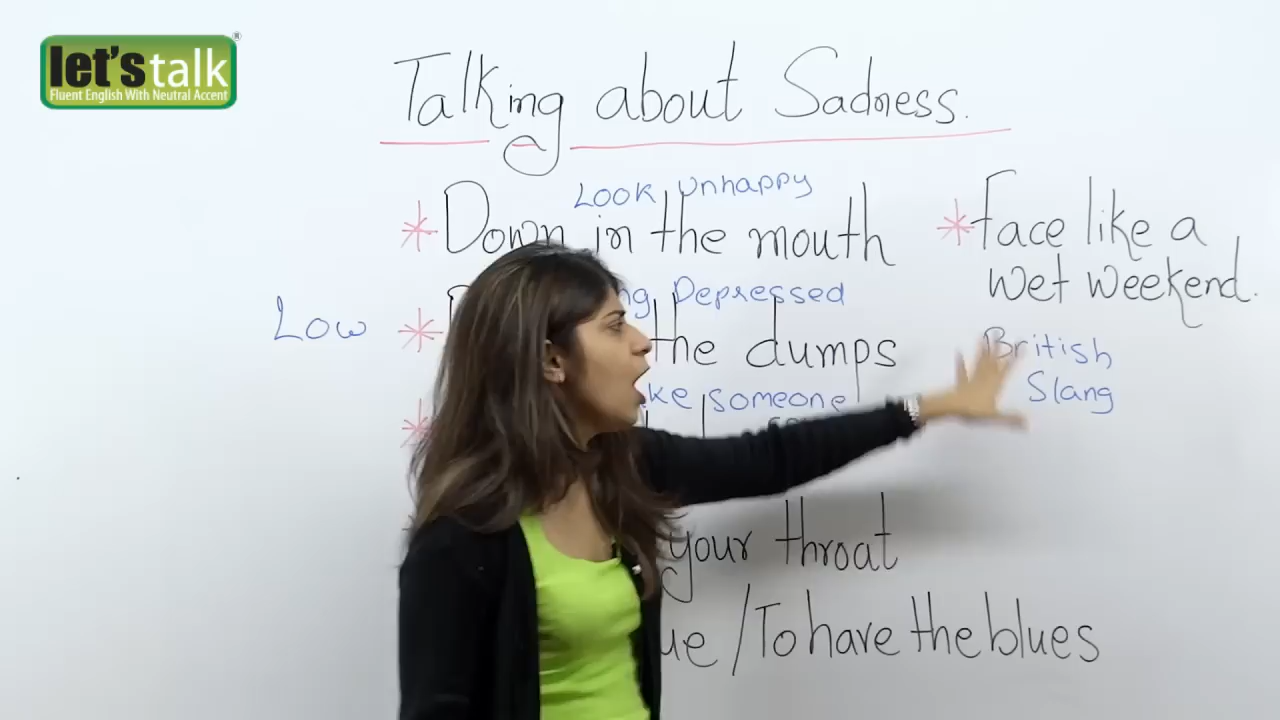 let's talk
Fluent English With Neutral Accent
Talking about Sadness.
Look Unhappy
* Down in the mouth
Depressed
Low * the dumps
someone
*
your throat
/ To have the blues
* Face like a
wet weekend.
British
Slang